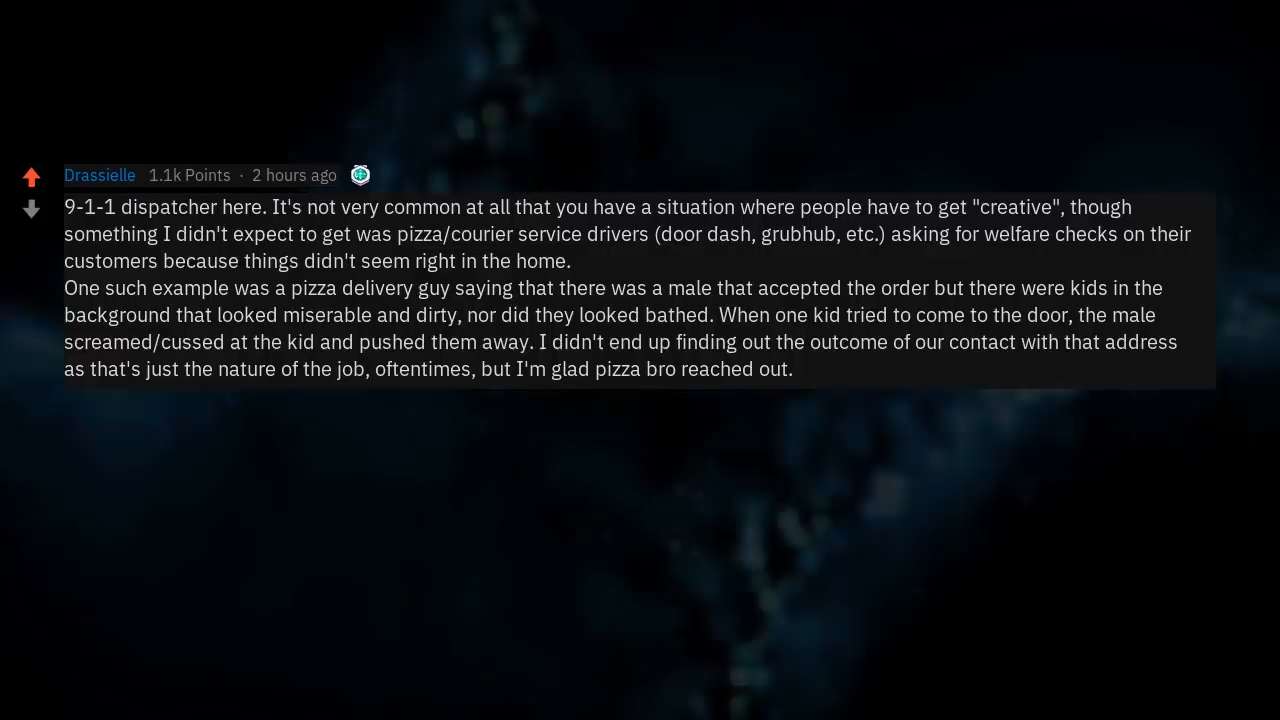 Drassielle 1.1k Points · 2 hours ago
9-1-1 dispatcher here. It's not very common at all that you have a situation where people have to get "creative", though
something I didn't expect to get was pizza/courier service drivers (door dash, grubhub, etc.) asking for welfare checks on their
customers because things didn't seem right in the home.
One such example was a pizza delivery guy saying that there was a male that accepted the order but there were kids in the
background that looked miserable and dirty, nor did they looked bathed. When one kid tried to come to the door, the male
screamed/cussed at the kid and pushed them away. I didn't end up finding out the outcome of our contact with that address
as that's just the nature of the job, oftentimes, but I'm glad pizza bro reached out.